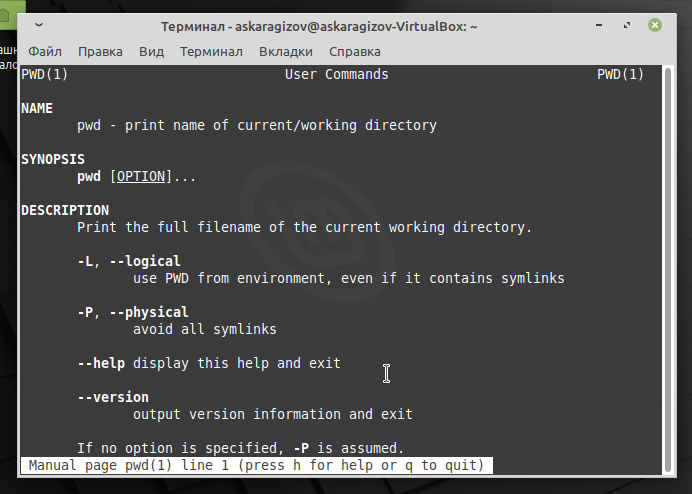 Терминал - askaragizov@askaragizov-VirtualBox: ~
Файл Правка Вид Терминал Вкладки Справка
PWD(1) User Commands PWD(1)
NAME
pwd - print name of current/working directory
SYNOPSIS
pwd [OPTION]...
DESCRIPTION
Print the full filename of the current working directory.
-L, --logical
use PWD from environment, even if it contains symlinks
-P, --physical
avoid all symlinks
--help display this help and exit
--version
output version information and exit
If no option is specified, -P is assumed.
Manual page pwd(1) line 1 (press h for help or q to quit)